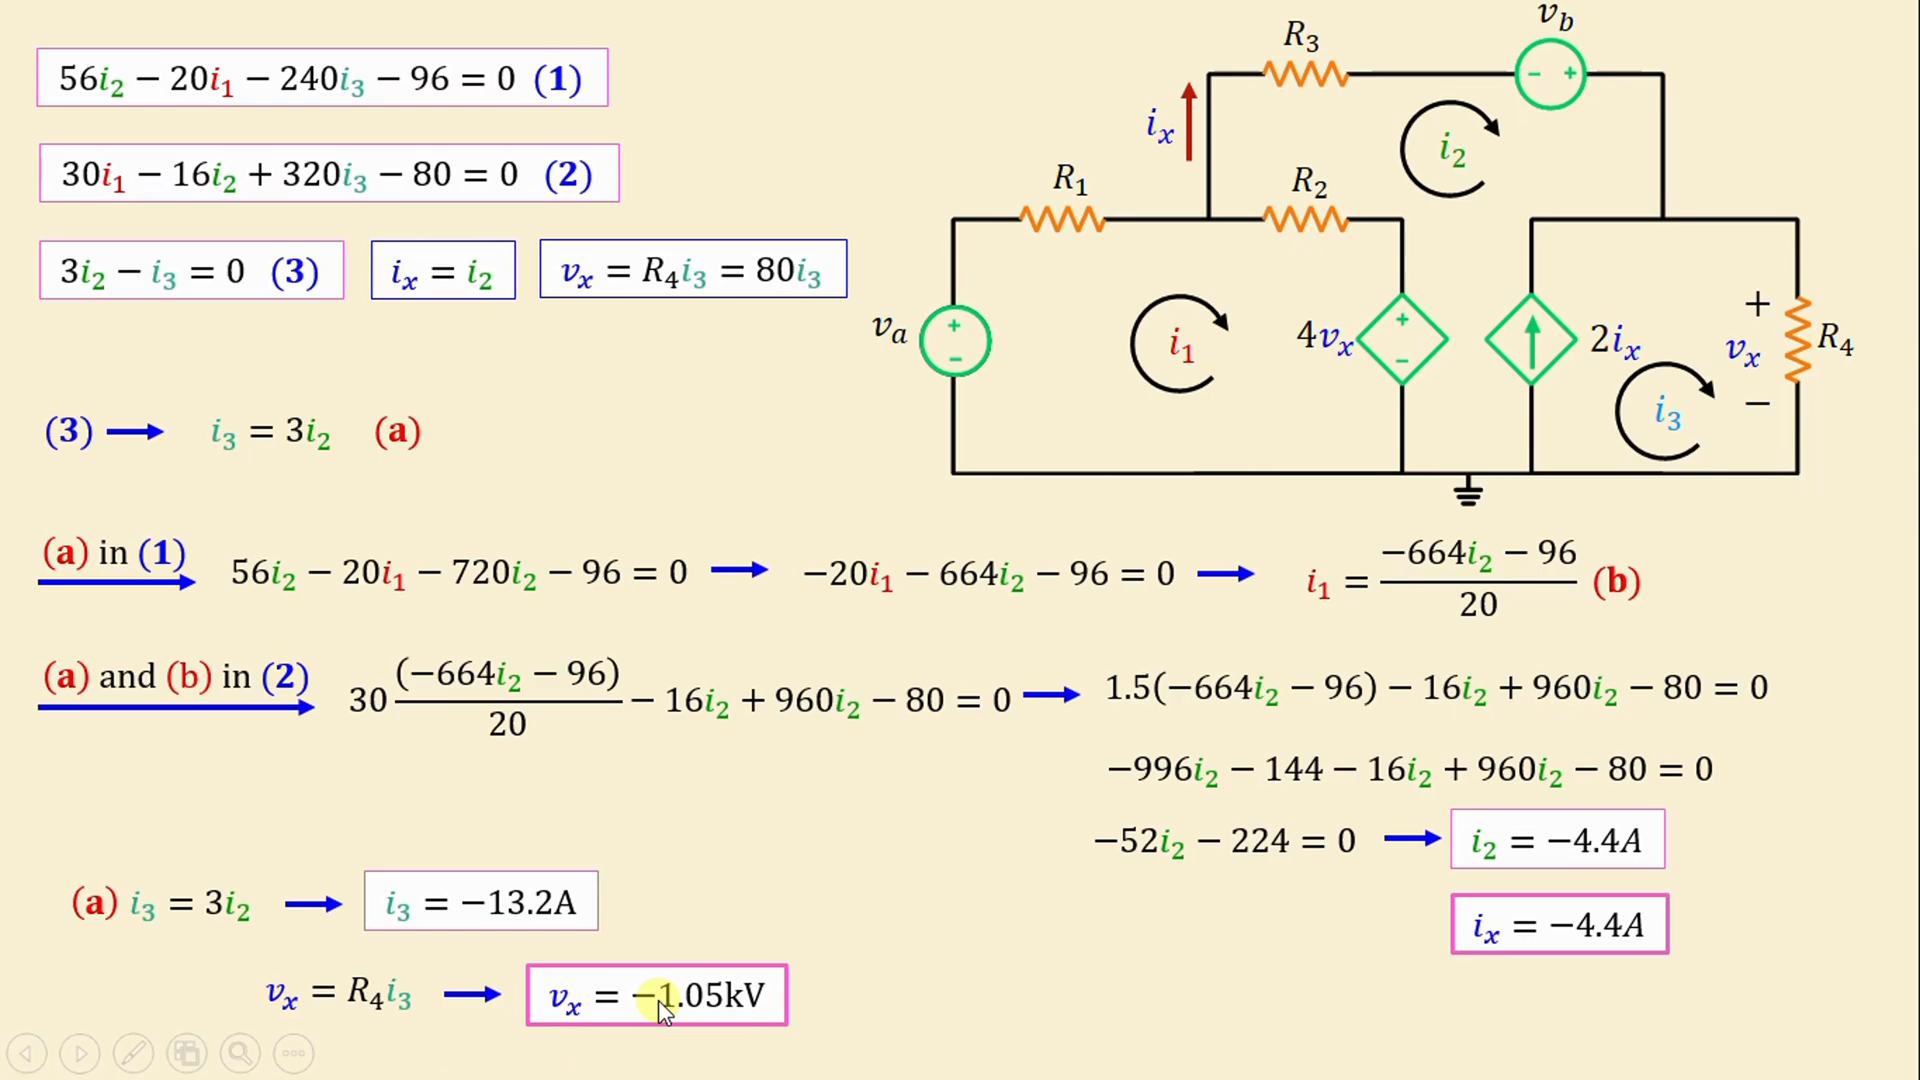 56i₂ − 20i₁ − 240i₃ − 96 = 0 (1)
30i₁ − 16i₂ + 320i₃ − 80 = 0 (2)
3i₂ − i₃ = 0 (3)
iₓ = i₂
vₓ = R₄i₃ = 80i₃
v_b
− +
R₃
iₓ
i₂
R₁
R₂
vₐ
+
−
i₁
4vₓ
+
−
2iₓ
i₃
+
vₓ
−
R₄
(3) → i₃ = 3i₂ (a)
(a) in (1) 56i₂ − 20i₁ − 720i₂ − 96 = 0 → −20i₁ − 664i₂ − 96 = 0 → i₁ = (−664i₂ − 96)/20 (b)
(a) and (b) in (2) 30 (−664i₂ − 96)/20 − 16i₂ + 960i₂ − 80 = 0 → 1.5(−664i₂ − 96) − 16i₂ + 960i₂ − 80 = 0
−996i₂ − 144 − 16i₂ + 960i₂ − 80 = 0
−52i₂ − 224 = 0 → i₂ = −4.4A
iₓ = −4.4A
(a) i₃ = 3i₂ → i₃ = −13.2A
vₓ = R₄i₃ → vₓ = −1.05kV